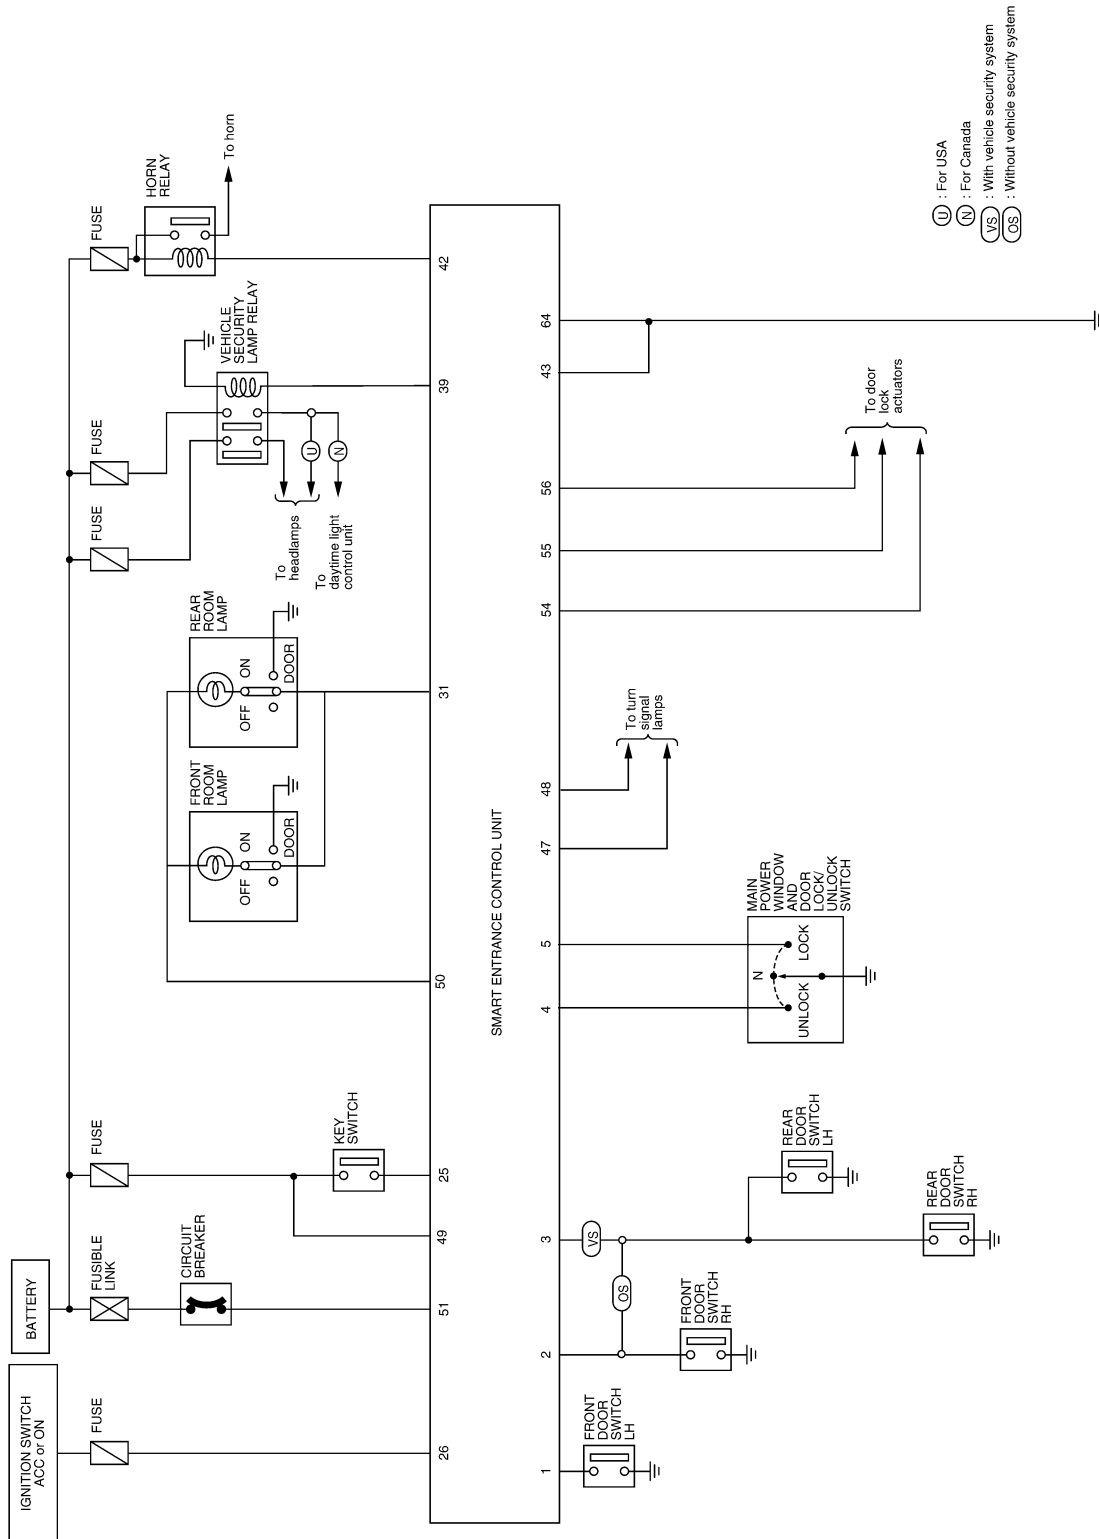 IGNITION SWITCH
ACC or ON
BATTERY
FUSE
FUSIBLE
LINK
FUSE
FUSE
FUSE
FUSE
CIRCUIT
BREAKER
KEY
SWITCH
FRONT
ROOM
LAMP
OFF
ON
DOOR
REAR
ROOM
LAMP
OFF
ON
DOOR
To
headlamps
To
daytime light
control unit
U
N
VEHICLE
SECURITY
LAMP RELAY
HORN
RELAY
To horn
26
51
49
25
50
31
39
42
SMART ENTRANCE CONTROL UNIT
1
2
3
4
5
47
48
54
55
56
43
64
FRONT
DOOR
SWITCH
LH
OS
VS
FRONT
DOOR
SWITCH
RH
REAR
DOOR
SWITCH
LH
REAR
DOOR
SWITCH
RH
MAIN
POWER
WINDOW
AND
DOOR
LOCK/
UNLOCK
SWITCH
UNLOCK
N
LOCK
To turn
signal
lamps
To door
lock
actuators
U : For USA
N : For Canada
VS : With vehicle security system
OS : Without vehicle security system